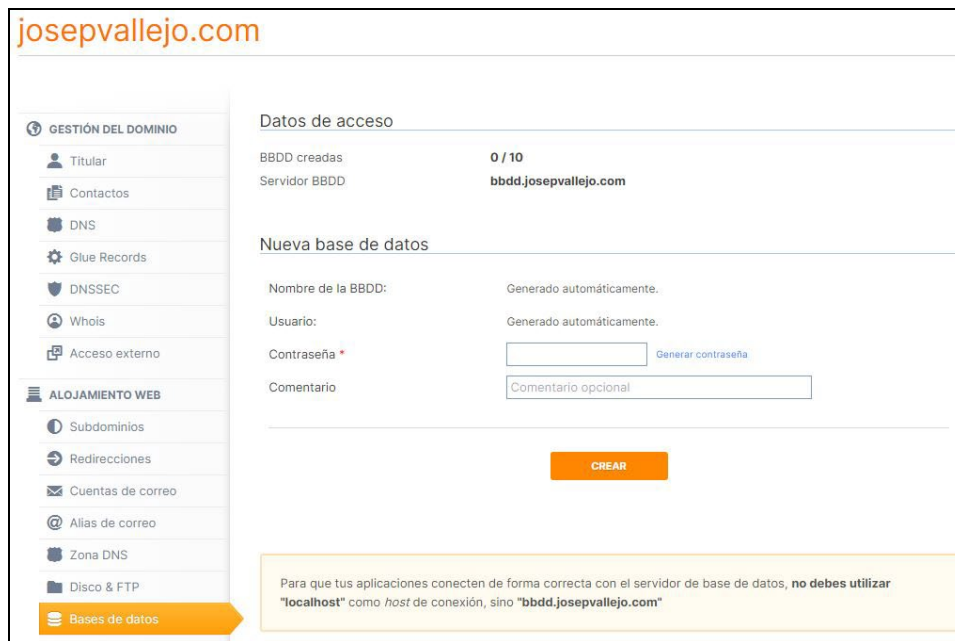 josepvallejo.com
GESTIÓN DEL DOMINIO
Titular
Contactos
DNS
Glue Records
DNSSEC
Whois
Acceso externo
ALOJAMIENTO WEB
Subdominios
Redirecciones
Cuentas de correo
Alias de correo
Zona DNS
Disco & FTP
Bases de datos
Datos de acceso
BBDD creadas 0 / 10
Servidor BBDD bbdd.josepvallejo.com
Nueva base de datos
Nombre de la BBDD: Generado automáticamente.
Usuario: Generado automáticamente.
Contraseña * Generar contraseña
Comentario Comentario opcional
CREAR
Para que tus aplicaciones conecten de forma correcta con el servidor de base de datos, no debes utilizar
"localhost" como host de conexión, sino "bbdd.josepvallejo.com"